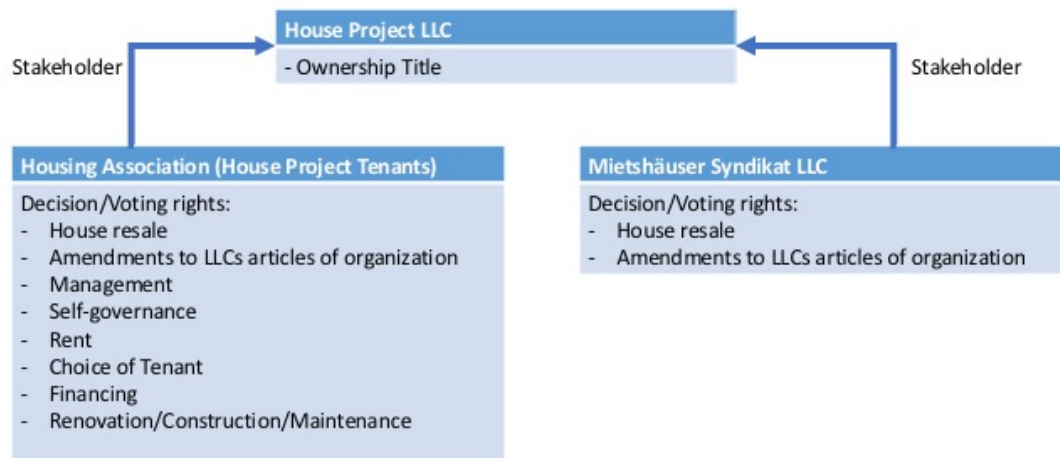 House Project LLC
- Ownership Title
Stakeholder
Stakeholder
Housing Association (House Project Tenants)
Decision/Voting rights:
- House resale
- Amendments to LLCs articles of organization
- Management
- Self-governance
- Rent
- Choice of Tenant
- Financing
- Renovation/Construction/Maintenance
Mietshäuser Syndikat LLC
Decision/Voting rights:
- House resale
- Amendments to LLCs articles of organization